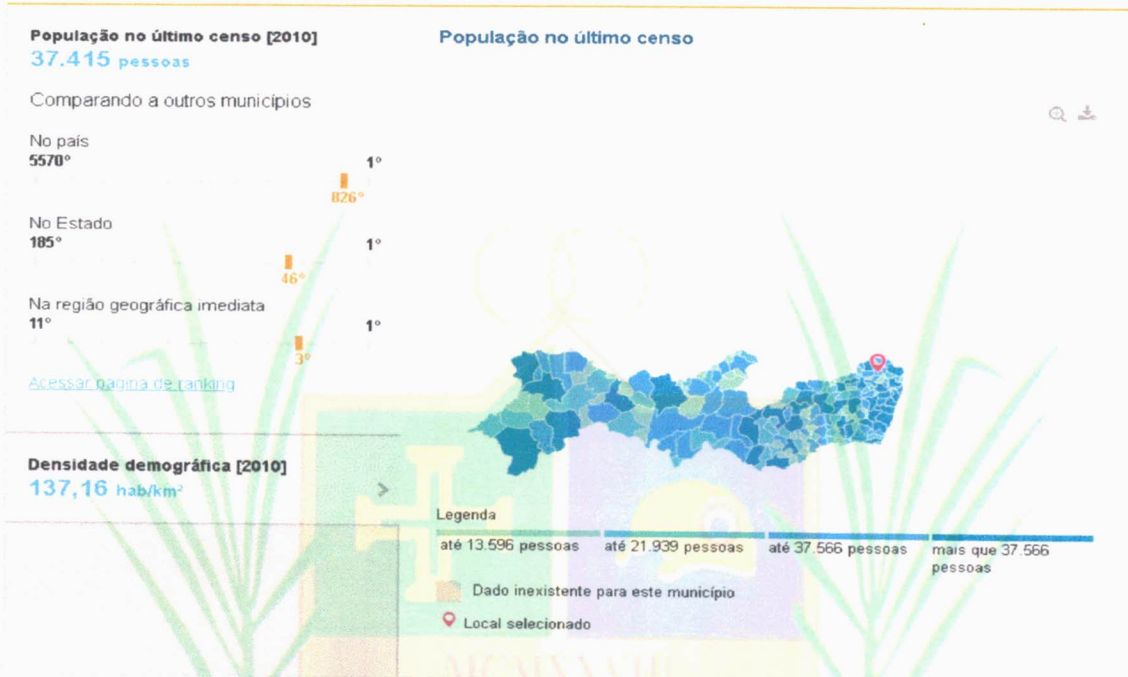 População no último censo [2010]
37.415 pessoas
Comparando a outros municípios
No país
5570° 1°
826°
No Estado
185° 1°
46°
Na região geográfica imediata
11° 1°
3°
Acessar página de ranking
Densidade demográfica [2010]
137,16 hab/km²
>
População no último censo
Legenda
até 13.596 pessoas
até 21.939 pessoas
até 37.566 pessoas
mais que 37.566
pessoas
Dado inexistente para este município
Local selecionado